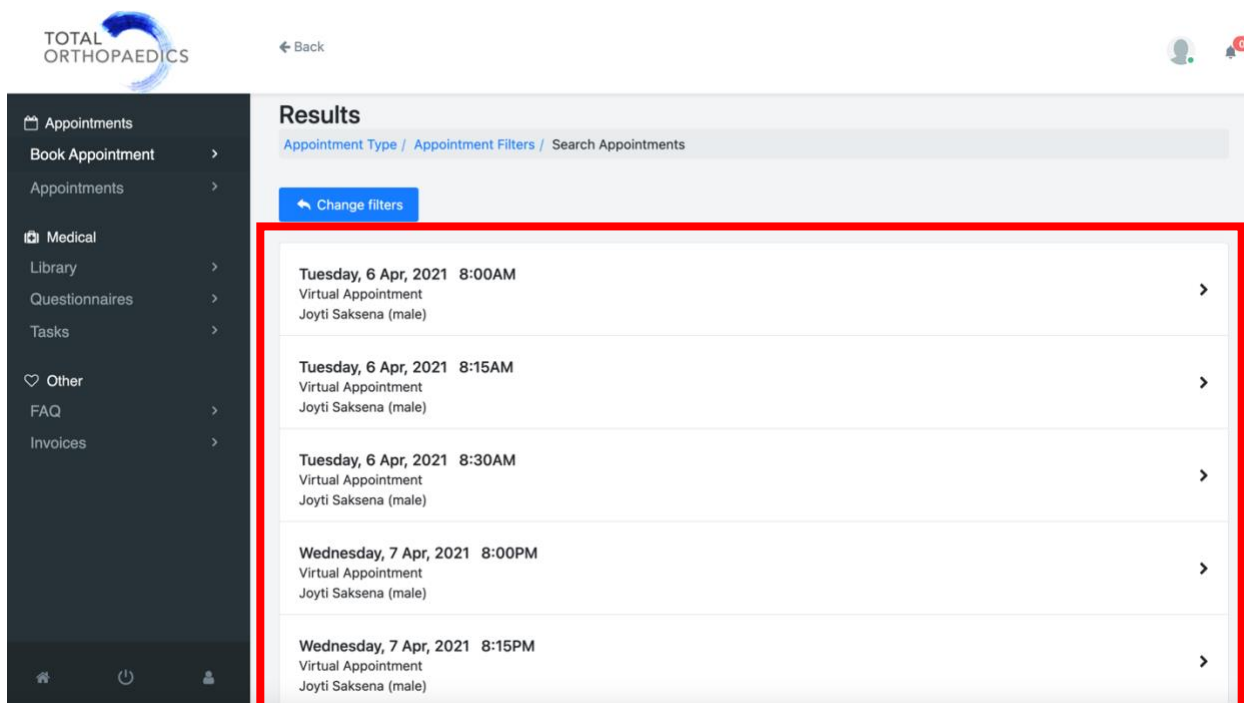 TOTAL
ORTHOPAEDICS
Back
0
Appointments
Book Appointment
Appointments
Medical
Library
Questionnaires
Tasks
Other
FAQ
Invoices
Results
Appointment Type / Appointment Filters / Search Appointments
Change filters
Tuesday, 6 Apr, 2021 8:00AM
Virtual Appointment
Joyti Saksena (male)
Tuesday, 6 Apr, 2021 8:15AM
Virtual Appointment
Joyti Saksena (male)
Tuesday, 6 Apr, 2021 8:30AM
Virtual Appointment
Joyti Saksena (male)
Wednesday, 7 Apr, 2021 8:00PM
Virtual Appointment
Joyti Saksena (male)
Wednesday, 7 Apr, 2021 8:15PM
Virtual Appointment
Joyti Saksena (male)